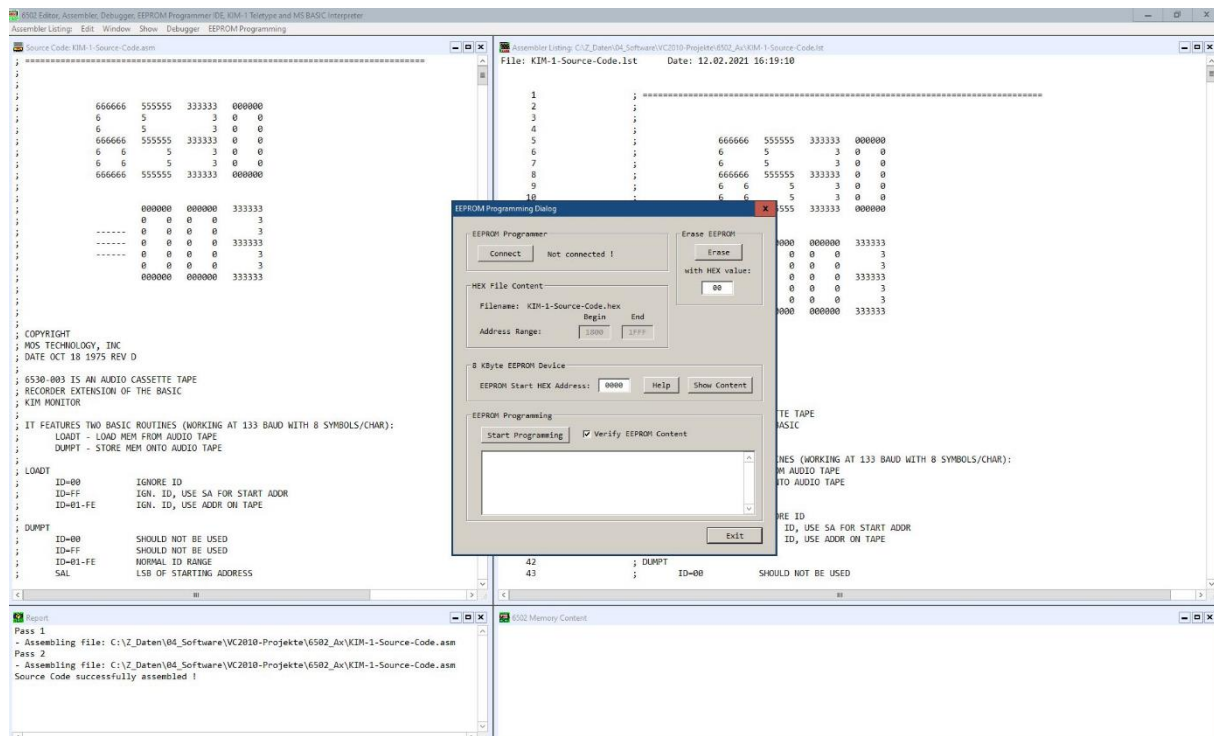 6502 Editor, Assembler, Debugger, EEPROM Programmer IDE, KIM-1 Teletype and MS BASIC Interpreter
Assembler Listing: Edit Window Show Debugger EEPROM Programming
Source Code: KIM-1-Source-Code.asm
; ==============================================================================
;
;
;
; 666666 555555 333333 000000
; 6 5 3 0 0
; 6 5 3 0 0
; 666666 555555 333333 0 0
; 6 6 5 3 0 0
; 6 6 5 3 0 0
; 666666 555555 333333 000000
;
;
; 000000 000000 333333
; 0 0 0 0 3
; ------ 0 0 0 0 3
; ------ 0 0 0 0 333333
; ------ 0 0 0 0 3
; 0 0 0 0 3
; 000000 000000 333333
;
;
;
;
; COPYRIGHT
; MOS TECHNOLOGY, INC
; DATE OCT 18 1975 REV D
;
; 6530-003 IS AN AUDIO CASSETTE TAPE
; RECORDER EXTENSION OF THE BASIC
; KIM MONITOR
;
; IT FEATURES TWO BASIC ROUTINES (WORKING AT 133 BAUD WITH 8 SYMBOLS/CHAR):
; LOADT - LOAD MEM FROM AUDIO TAPE
; DUMPT - STORE MEM ONTO AUDIO TAPE
;
; LOADT
; ID=00 IGNORE ID
; ID=FF IGN. ID, USE SA FOR START ADDR
; ID=01-FE IGN. ID, USE ADDR ON TAPE
;
; DUMPT
; ID=00 SHOULD NOT BE USED
; ID=FF SHOULD NOT BE USED
; ID=01-FE NORMAL ID RANGE
; SAL LSB OF STARTING ADDRESS
Assembler Listing: C:\Z_Daten\04_Software\VC2010-Projekte\6502_Ax\KIM-1-Source-Code.lst
File: KIM-1-Source-Code.lst Date: 12.02.2021 16:19:10
1 ; ==============================================================================
2 ;
3 ;
4 ;
5 ; 666666 555555 333333 000000
6 ; 6 5 3 0 0
7 ; 6 5 3 0 0
8 ; 666666 555555 333333 0 0
9 ; 6 6 5 3 0 0
10 ; 6 6 5 3 0 0
5555 333333 000000
0000 000000 333333
0 0 0 3
0 0 0 3
0 0 0 333333
0 0 0 3
0 0 0 3
0000 000000 333333
TTE TAPE
BASIC
INES (WORKING AT 133 BAUD WITH 8 SYMBOLS/CHAR):
OM AUDIO TAPE
NTO AUDIO TAPE
ORE ID
ID, USE SA FOR START ADDR
ID, USE ADDR ON TAPE
42 ; DUMPT
43 ; ID=00 SHOULD NOT BE USED
EEPROM Programming Dialog
EEPROM Programmer
Connect Not connected !
Erase EEPROM
Erase
with HEX value:
00
HEX File Content
Filename: KIM-1-Source-Code.hex
Begin End
Address Range: 1800 1FFF
8 KByte EEPROM Device
EEPROM Start HEX Address: 0000 Help Show Content
EEPROM Programming
Start Programming Verify EEPROM Content
Exit
Report
Pass 1
- Assembling file: C:\Z_Daten\04_Software\VC2010-Projekte\6502_Ax\KIM-1-Source-Code.asm
Pass 2
- Assembling file: C:\Z_Daten\04_Software\VC2010-Projekte\6502_Ax\KIM-1-Source-Code.asm
Source Code successfully assembled !
6502 Memory Content